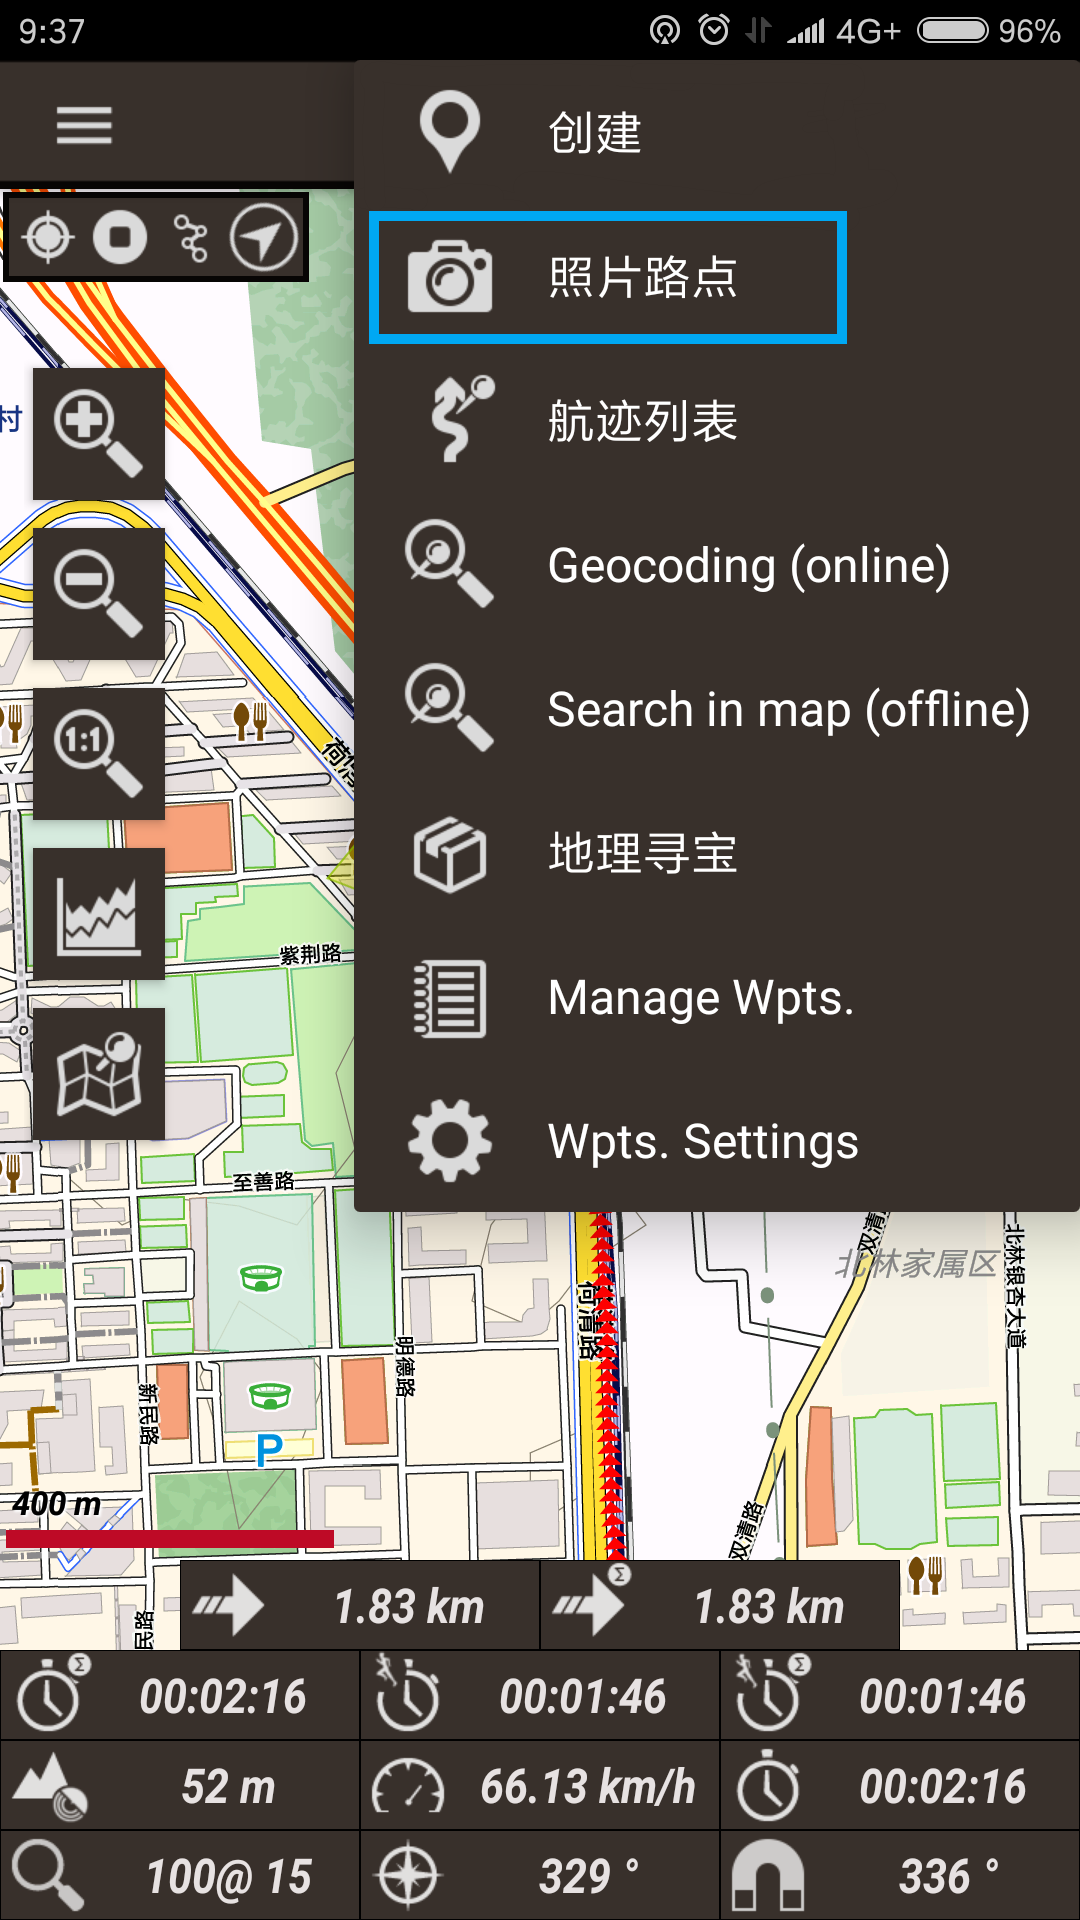 9:37
4G+
96%
创建
照片路点
航迹列表
Geocoding (online)
Search in map (offline)
地理寻宝
Manage Wpts.
Wpts. Settings
村
1:1
紫荆路
至善路
北林家属区
双清
北林银杏大道
荷清路
明德路
新民路
P
400 m
双清路
民路
1.83 km
Σ
1.83 km
Σ
00:02:16
00:01:46
Σ
00:01:46
52 m
66.13 km/h
00:02:16
100@ 15
329 °
336 °